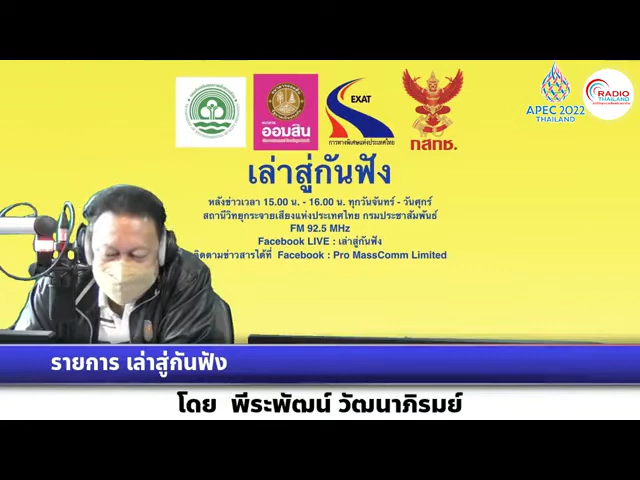 APEC 2022
THAILAND
RADIO
THAILAND
ออมสิน
EXAT
การทางพิเศษแห่งประเทศไทย
กสทช.
เล่าสู่กันฟัง
หลังข่าวเวลา 15.00 น. - 16.00 น. ทุกวันจันทร์ - วันศุกร์
สถานีวิทยุกระจายเสียงแห่งประเทศไทย กรมประชาสัมพันธ์
FM 92.5 MHz
Facebook LIVE : เล่าสู่กันฟัง
ติดตามข่าวสารได้ที่ Facebook : Pro MassComm Limited
รายการ เล่าสู่กันฟัง
โดย พีระพัฒน์ วัฒนาภิรมย์